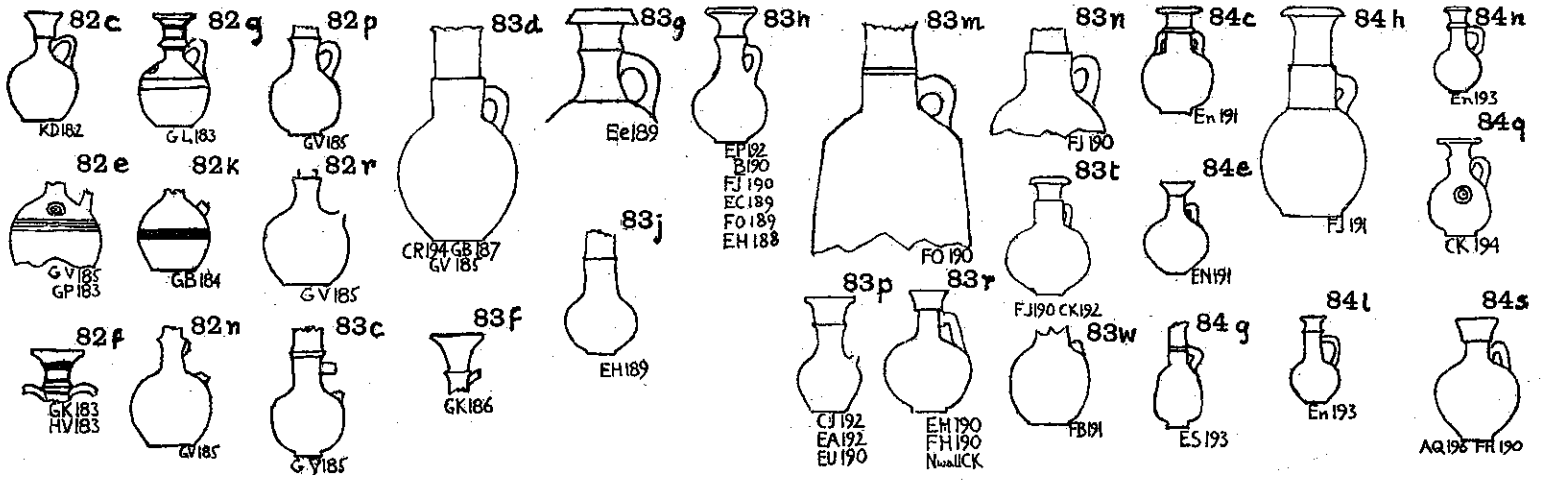 82c
KD182
82g
GL183
82p
GV185
83d
CR194 GB187
GV185
83g
Ee189
83h
EP192
B190
FJ190
EC189
FO189
EH188
83m
FO190
83n
FJ190
84c
En191
84h
FJ191
84n
En193
82e
GV185
GP183
82k
GB184
82r
GV185
83j
EH189
83t
FJ190 CK192
84e
EN191
84q
CK194
82f
GK183
HV183
82n
GV185
83c
GV185
83f
GK186
83p
CJ192
EA192
EU190
83r
EH190
FH190
NwallCK
83w
FB191
84g
ES193
84l
En193
84s
FH190